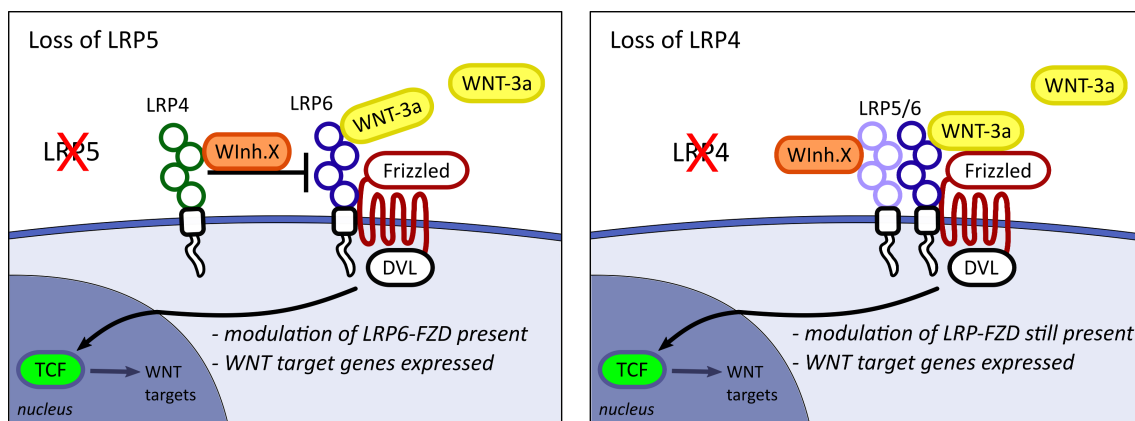 Loss of LRP5
WNT-3a
LRP4
LRP6
WNT-3a
LRP5
WInh.X
Frizzled
DVL
- modulation of LRP6-FZD present
- WNT target genes expressed
TCF
WNT
targets
nucleus
Loss of LRP4
WNT-3a
LRP5/6
WNT-3a
LRP4
WInh.X
Frizzled
DVL
- modulation of LRP-FZD still present
- WNT target genes expressed
TCF
WNT
targets
nucleus